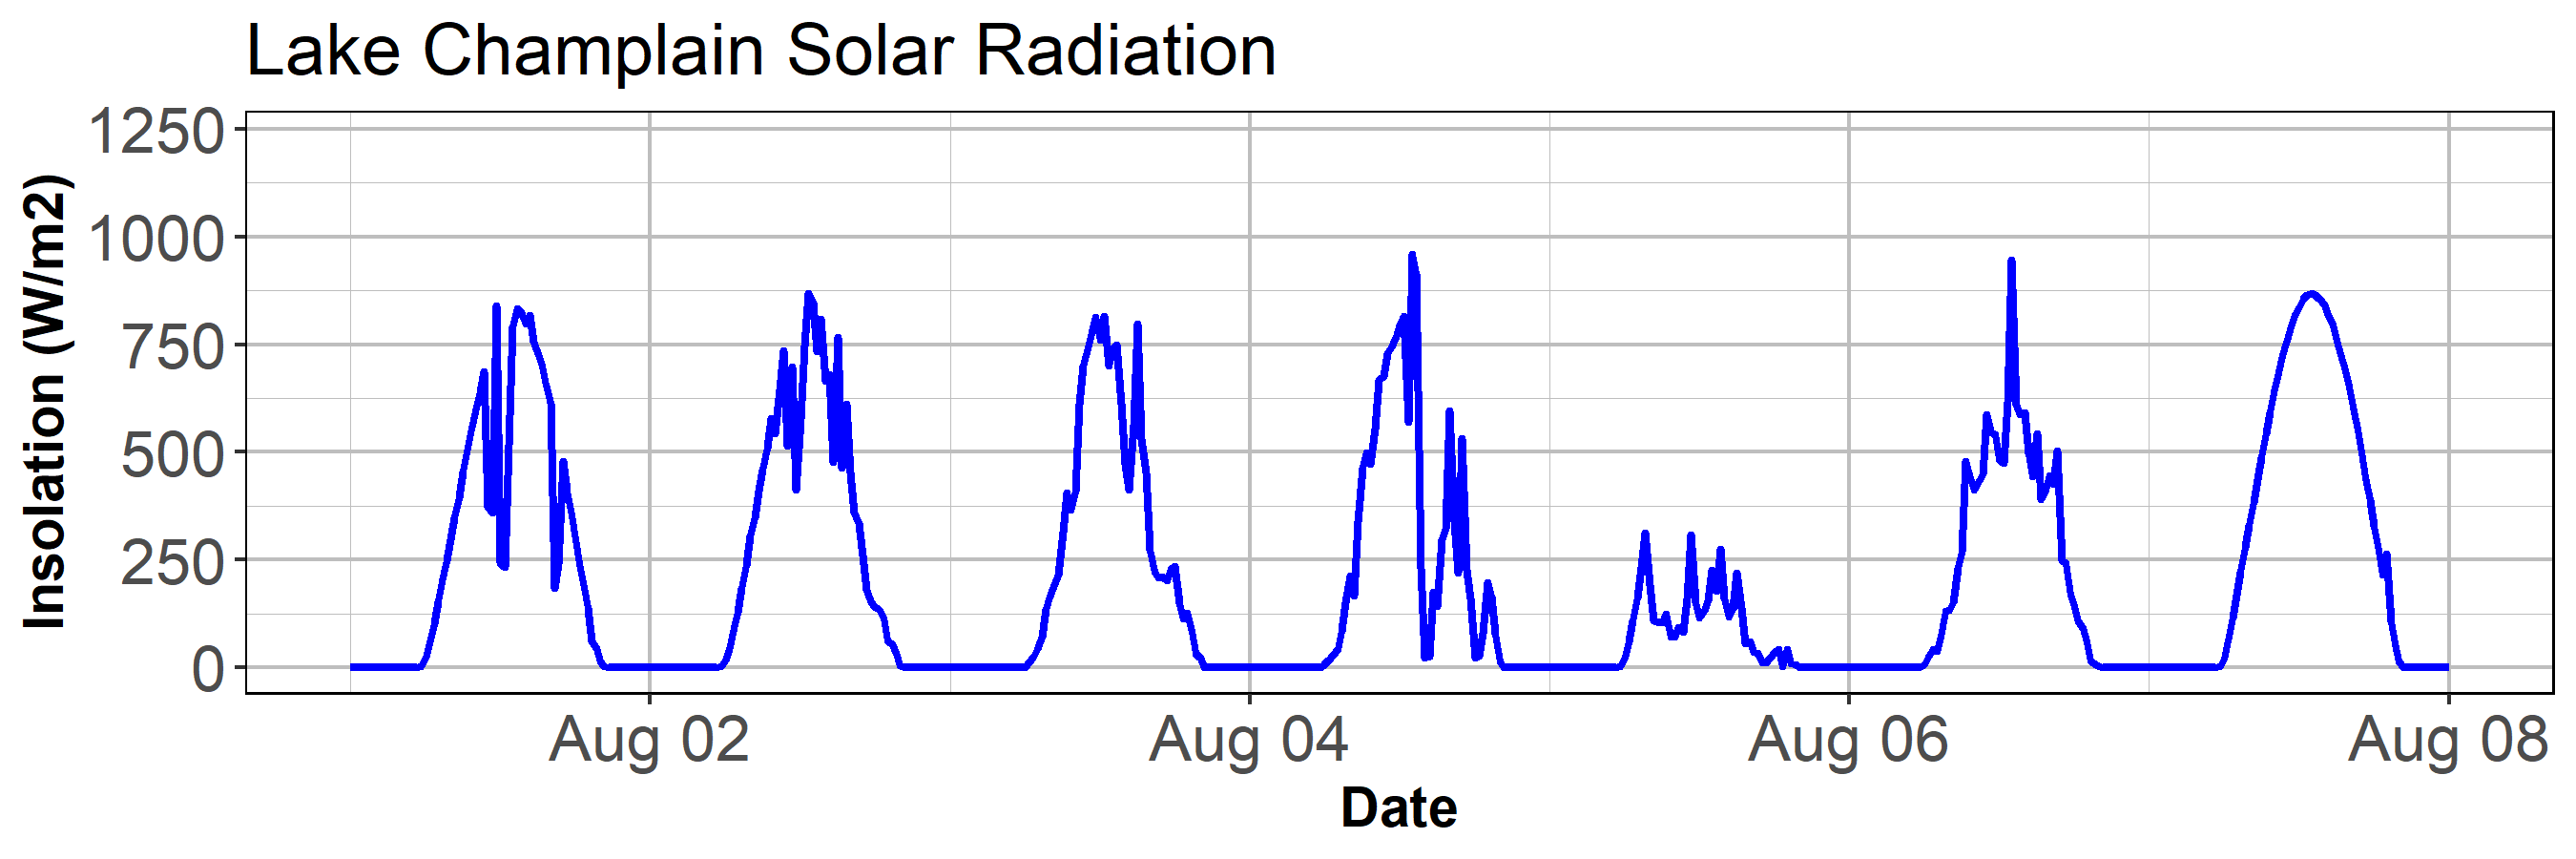 Lake Champlain Solar Radiation
Insolation (W/m2)
1250
1000
750
500
250
0
Aug 02 Aug 04 Aug 06 Aug 08
Date